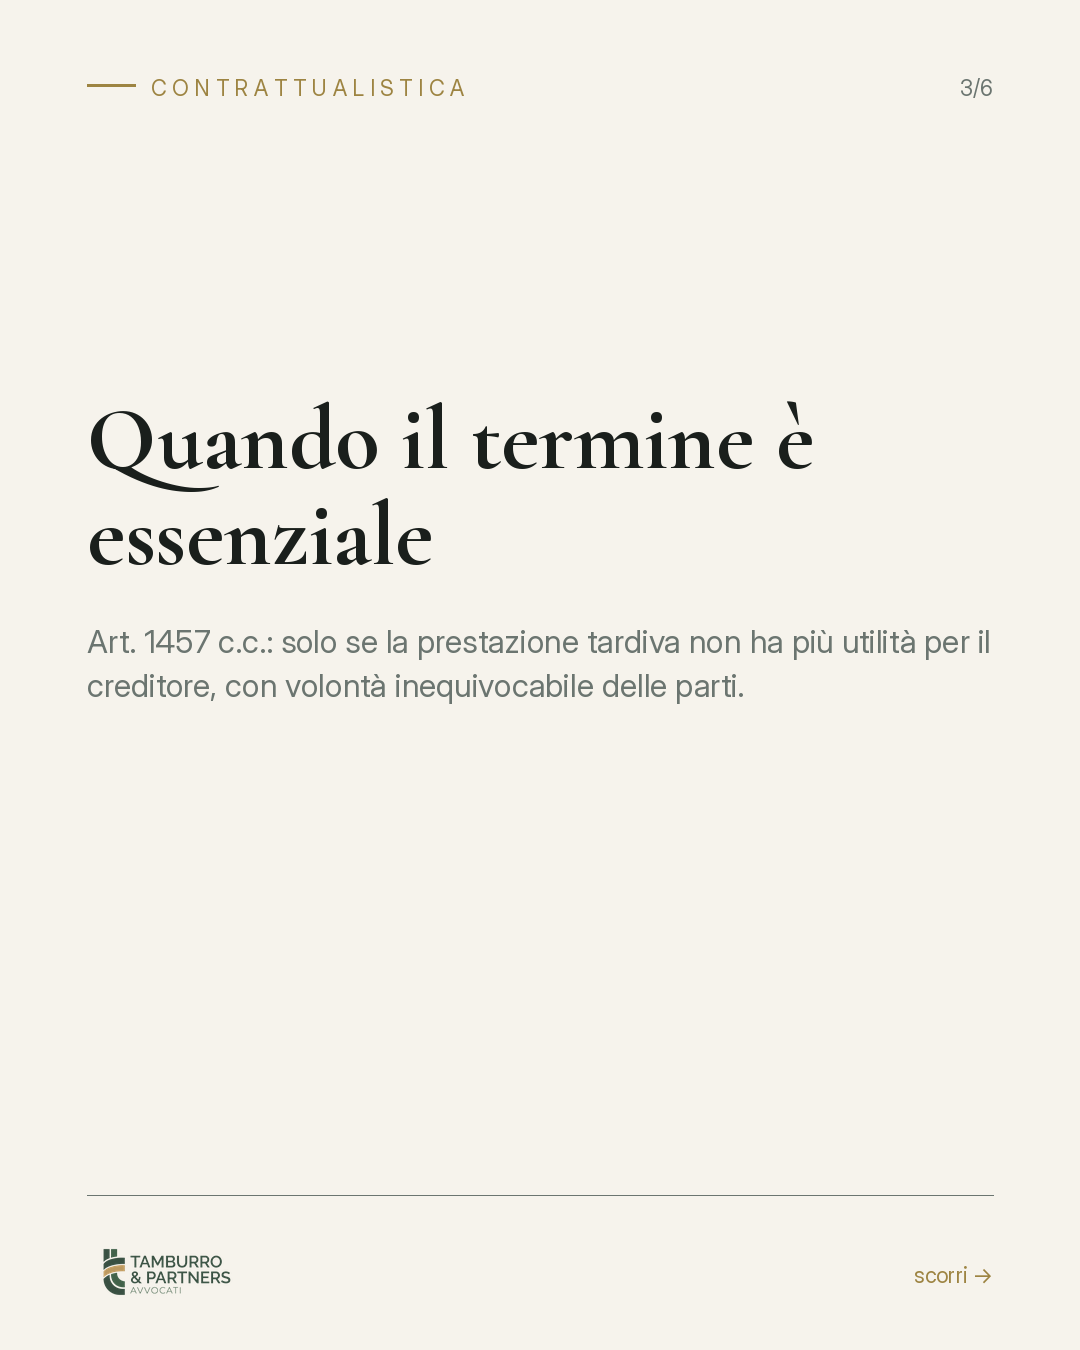 CONTRATTUALISTICA
3/6
Quando il termine è
essenziale
Art. 1457 c.c.: solo se la prestazione tardiva non ha più utilità per il
creditore, con volontà inequivocabile delle parti.
TAMBURRO
& PARTNERS
AVVOCATI
scorri →